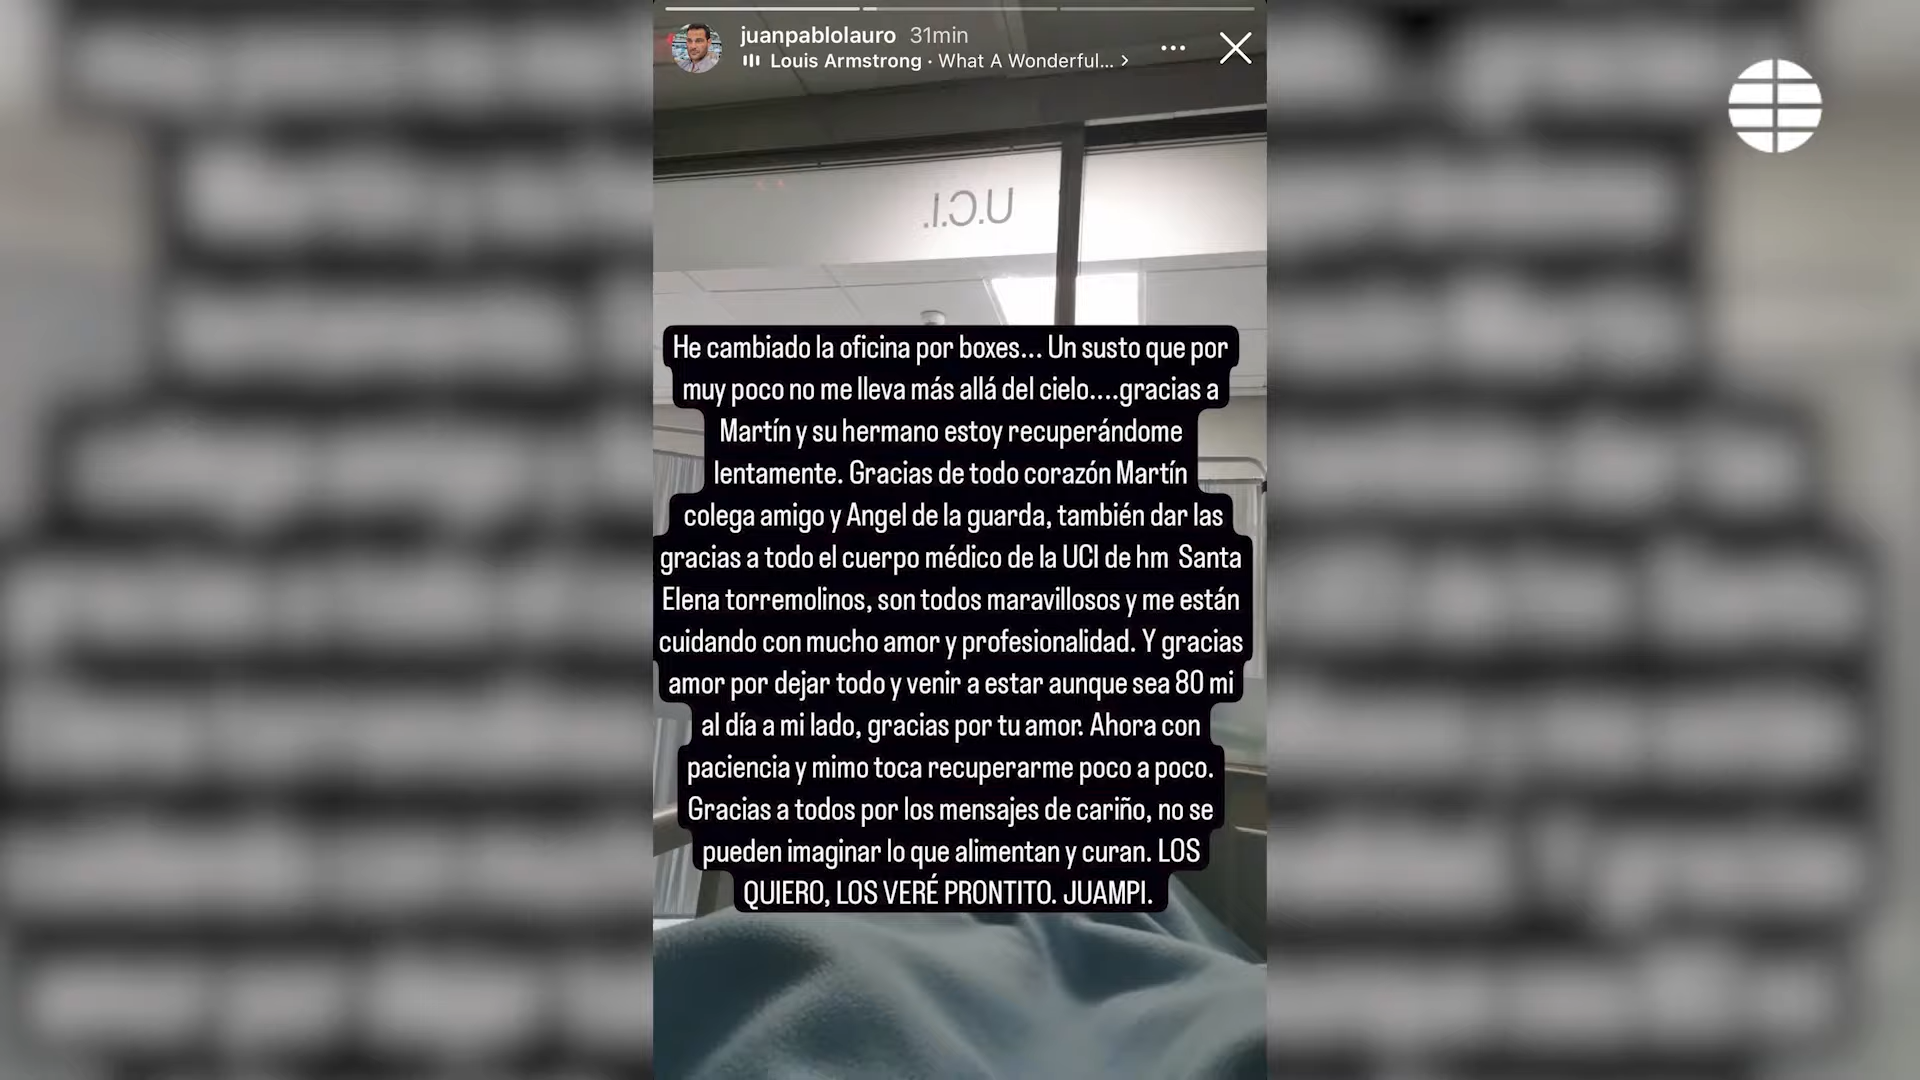 juanpablolauro 31min
Louis Armstrong · What A Wonderful... >
U.C.I.
He cambiado la oficina por boxes... Un susto que por
muy poco no me lleva más allá del cielo....gracias a
Martín y su hermano estoy recuperándome
lentamente. Gracias de todo corazón Martín
colega amigo y Angel de la guarda, también dar las
gracias a todo el cuerpo médico de la UCI de hm Santa
Elena torremolinos, son todos maravillosos y me están
cuidando con mucho amor y profesionalidad. Y gracias
amor por dejar todo y venir a estar aunque sea 80 mi
al día a mi lado, gracias por tu amor. Ahora con
paciencia y mimo toca recuperarme poco a poco.
Gracias a todos por los mensajes de cariño, no se
pueden imaginar lo que alimentan y curan. LOS
QUIERO, LOS VERÉ PRONTITO. JUAMPI.